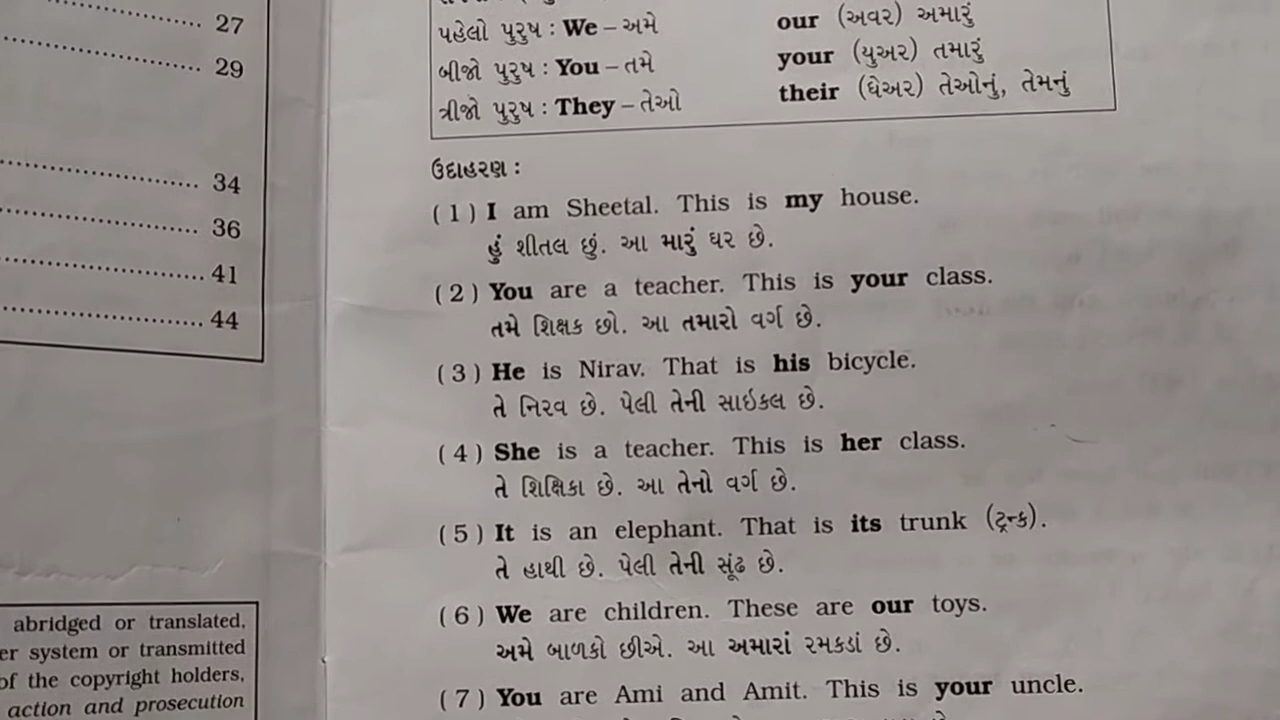 27
29
34
36
41
44
abridged or translated,
er system or transmitted
of the copyright holders,
action and prosecution
પહેલો પુરુષ : We – અમે our (અવર) અમારું
બીજો પુરુષ : You – તમે your (યુઅર) તમારું
ત્રીજો પુરુષ : They – તેઓ their (ધેઅર) તેઓનું, તેમનું
ઉદાહરણ :
( 1 ) I am Sheetal. This is my house.
હું શીતલ છું. આ મારું ઘર છે.
( 2 ) You are a teacher. This is your class.
તમે શિક્ષક છો. આ તમારો વર્ગ છે.
( 3 ) He is Nirav. That is his bicycle.
તે નિરવ છે. પેલી તેની સાઇકલ છે.
( 4 ) She is a teacher. This is her class.
તે શિક્ષિકા છે. આ તેનો વર્ગ છે.
( 5 ) It is an elephant. That is its trunk (ટ્રન્ક).
તે હાથી છે. પેલી તેની સૂંઢ છે.
( 6 ) We are children. These are our toys.
અમે બાળકો છીએ. આ અમારાં રમકડાં છે.
( 7 ) You are Ami and Amit. This is your uncle.